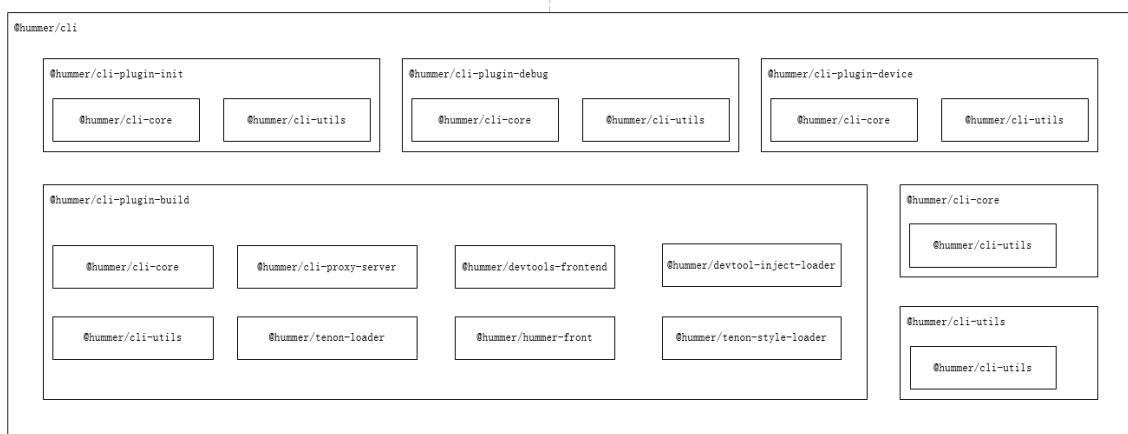 @hummer/cli
@hummer/cli-plugin-init
@hummer/cli-core
@hummer/cli-utils
@hummer/cli-plugin-debug
@hummer/cli-core
@hummer/cli-utils
@hummer/cli-plugin-device
@hummer/cli-core
@hummer/cli-utils
@hummer/cli-plugin-build
@hummer/cli-core
@hummer/cli-proxy-server
@hummer/devtools-frontend
@hummer/devtool-inject-loader
@hummer/cli-utils
@hummer/tenon-loader
@hummer/hummer-front
@hummer/tenon-style-loader
@hummer/cli-core
@hummer/cli-utils
@hummer/cli-utils
@hummer/cli-utils